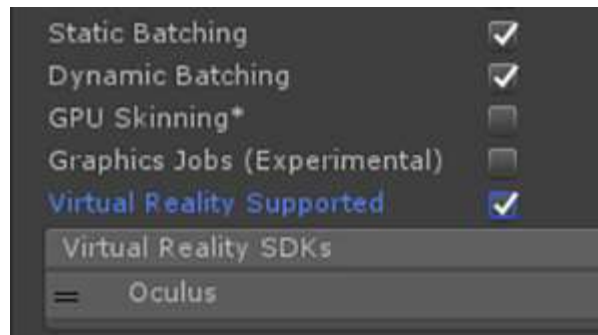 Static Batching
Dynamic Batching
GPU Skinning*
Graphics Jobs (Experimental)
Virtual Reality Supported
Virtual Reality SDKs
Oculus